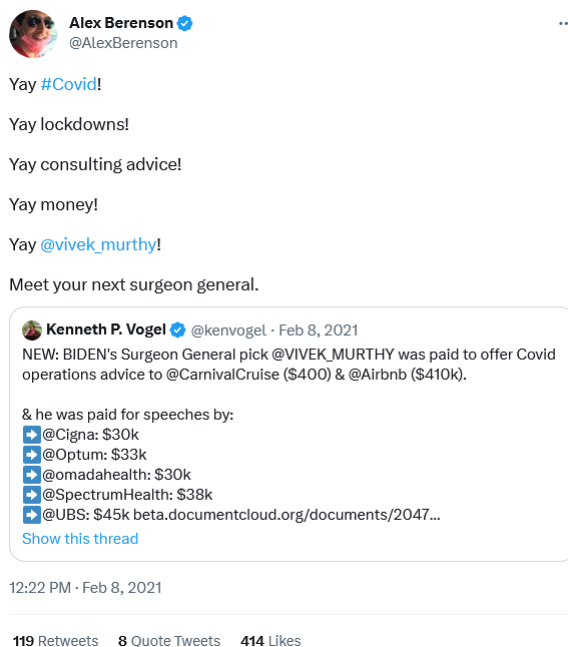 Alex Berenson
@AlexBerenson
Yay #Covid!
Yay lockdowns!
Yay consulting advice!
Yay money!
Yay @vivek_murthy!
Meet your next surgeon general.
Kenneth P. Vogel @kenvogel · Feb 8, 2021
NEW: BIDEN's Surgeon General pick @VIVEK_MURTHY was paid to offer Covid
operations advice to @CarnivalCruise ($400) & @Airbnb ($410k).
& he was paid for speeches by:
➡@Cigna: $30k
➡@Optum: $33k
➡@omadahealth: $30k
➡@SpectrumHealth: $38k
➡@UBS: $45k beta.documentcloud.org/documents/2047…
Show this thread
12:22 PM · Feb 8, 2021
119 Retweets 8 Quote Tweets 414 Likes